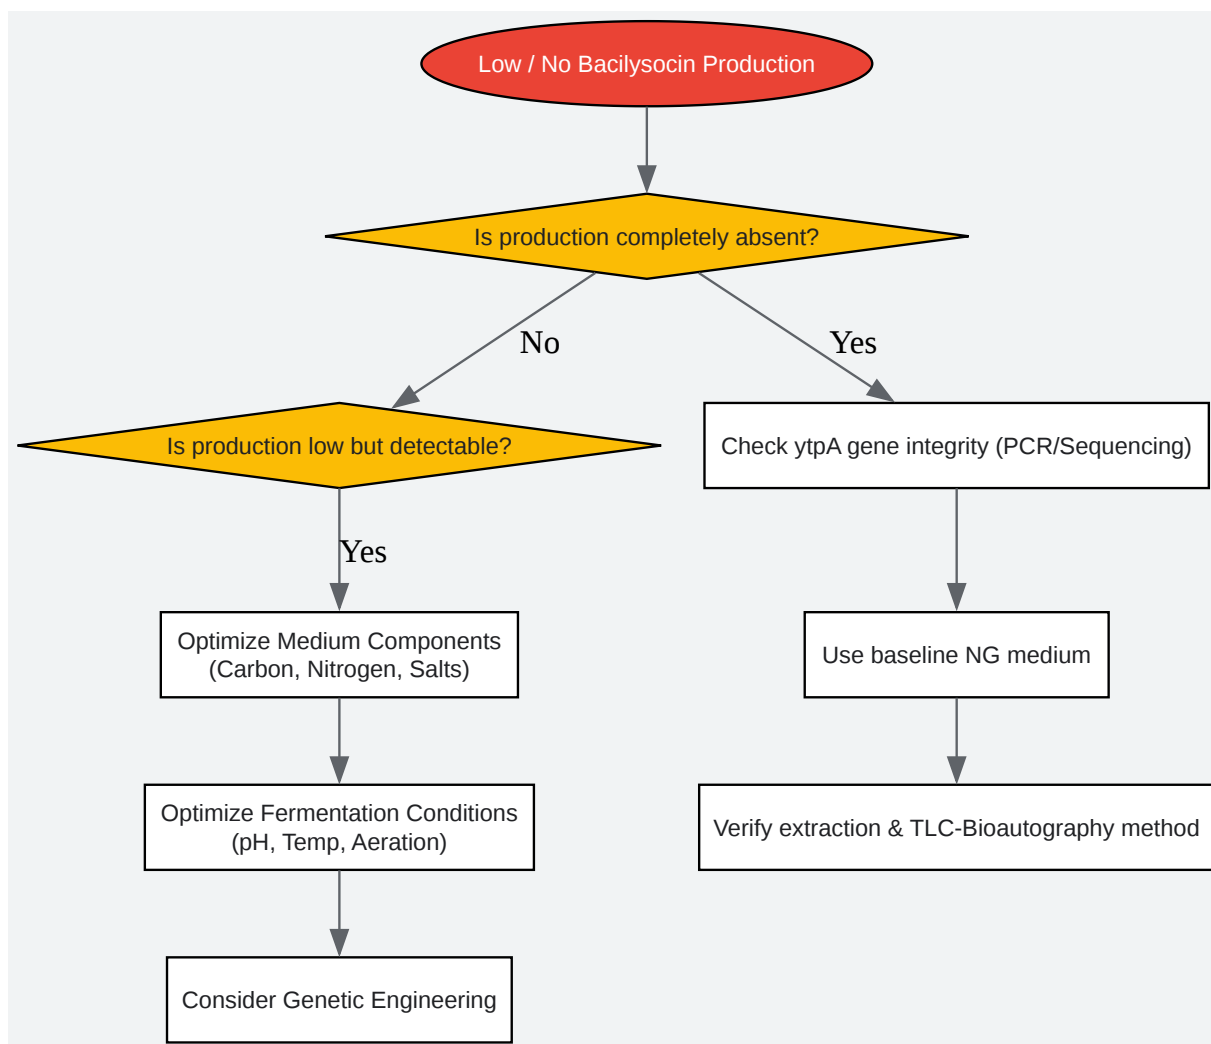 Low / No Bacilysocin Production
Is production completely absent?
No
Yes
Is production low but detectable?
Check ytpA gene integrity (PCR/Sequencing)
Yes
Optimize Medium Components
(Carbon, Nitrogen, Salts)
Use baseline NG medium
Optimize Fermentation Conditions
(pH, Temp, Aeration)
Verify extraction & TLC-Bioautography method
Consider Genetic Engineering